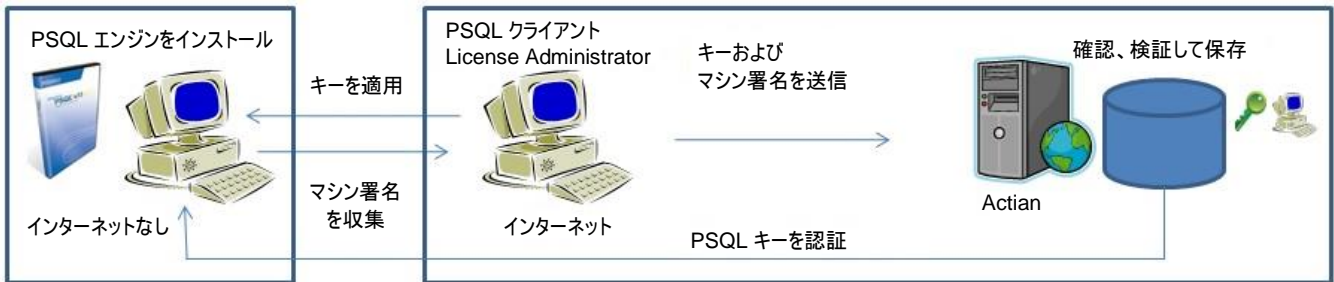 PSQL エンジンをインストール
インターネットなし
キーを適用
マシン署名
を収集
PSQL クライアント
License Administrator
インターネット
キーおよび
マシン署名を送信
確認、検証して保存
Actian
PSQL キーを認証